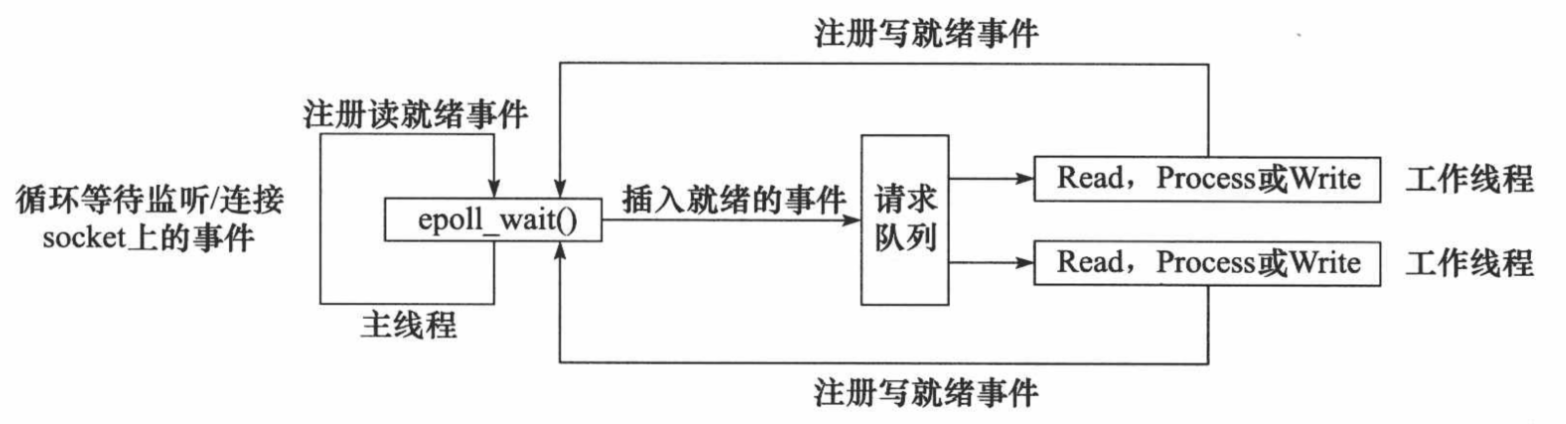 注册写就绪事件
注册读就绪事件
循环等待监听/连接
socket上的事件
epoll_wait()
插入就绪的事件
请求
队列
Read，Process或Write
工作线程
Read，Process或Write
工作线程
主线程
注册写就绪事件